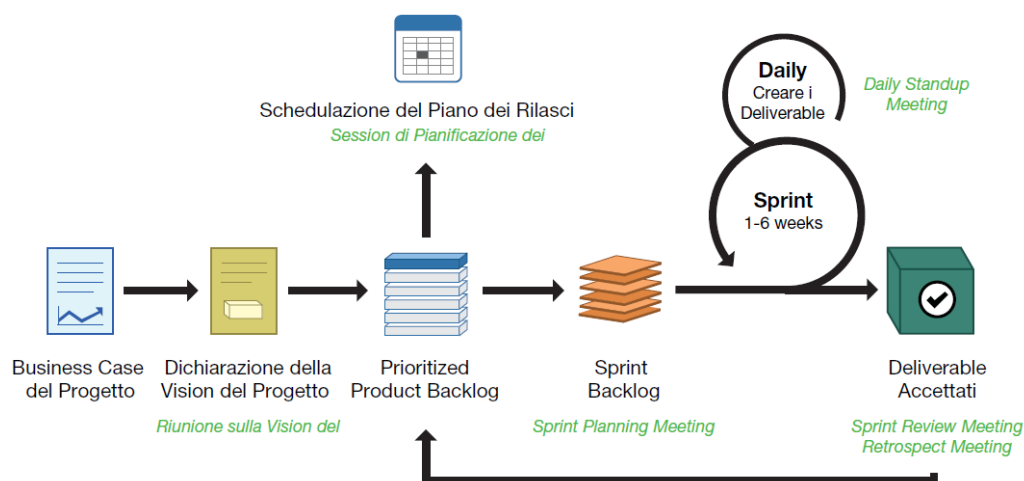 Schedulazione del Piano dei Rilasci
Session di Pianificazione dei
Daily
Creare i
Deliverable
Daily Standup
Meeting
Sprint
1-6 weeks
Business Case
del Progetto
Dichiarazione della
Vision del Progetto
Riunione sulla Vision del
Prioritized
Product Backlog
Sprint
Backlog
Sprint Planning Meeting
Deliverable
Accettati
Sprint Review Meeting
Retrospect Meeting